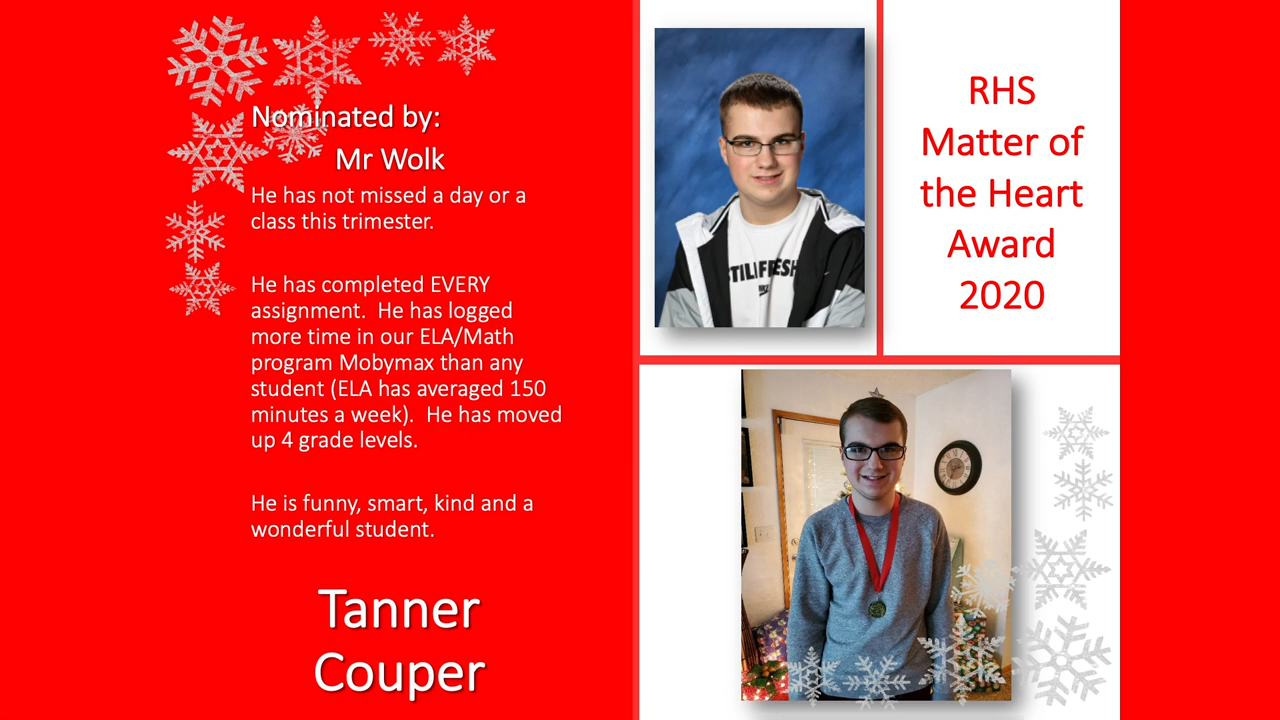 Nominated by:
Mr Wolk
He has not missed a day or a
class this trimester.
He has completed EVERY
assignment.  He has logged
more time in our ELA/Math
program Mobymax than any
student (ELA has averaged 150
minutes a week).  He has moved
up 4 grade levels.
He is funny, smart, kind and a
wonderful student.
Tanner
Couper
RHS
Matter of
the Heart
Award
2020